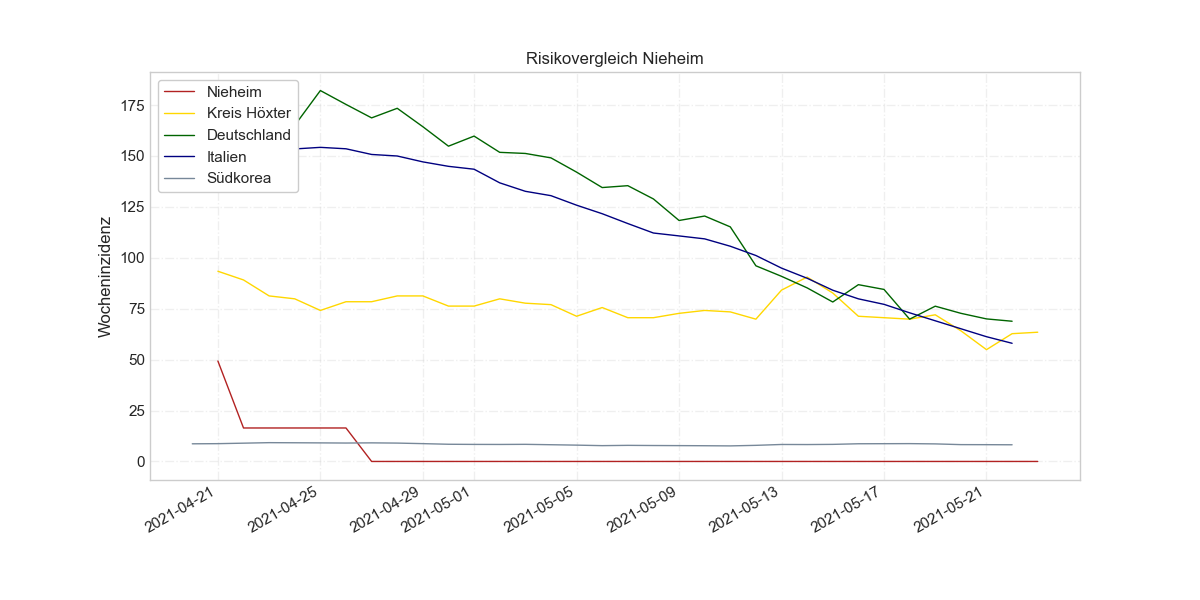 Risikovergleich Nieheim
Nieheim
Kreis Höxter
Deutschland
Italien
Südkorea
Wocheninzidenz
175
150
125
100
75
50
25
0
2021-04-21
2021-04-25
2021-04-29
2021-05-01
2021-05-05
2021-05-09
2021-05-13
2021-05-17
2021-05-21